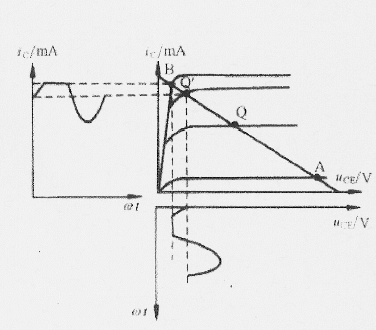 i_C/mA
i_C/mA
B
Q'
Q
A
u_CE/V
ωt
u_CE/V
ωt